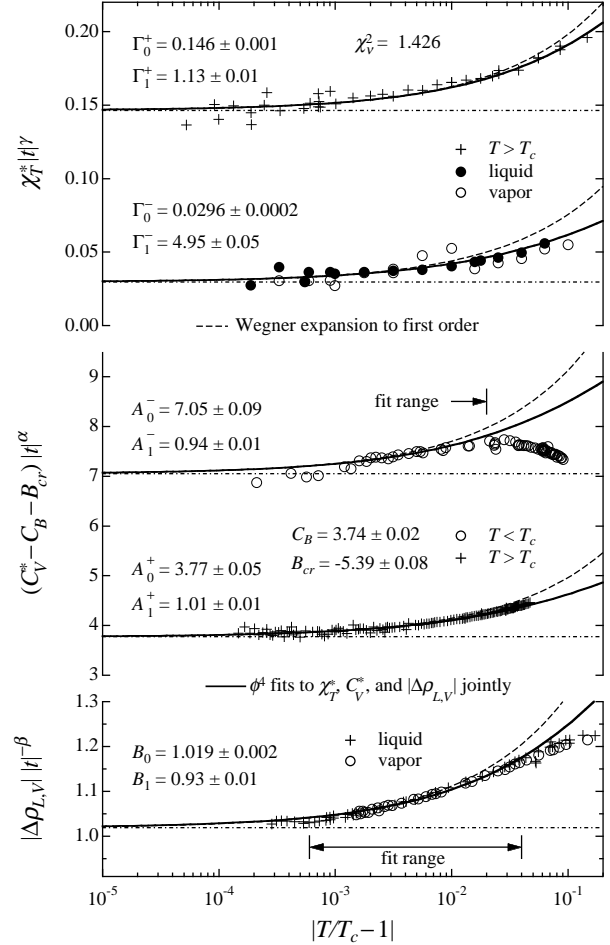 0.20
0.15
0.10
0.05
0.00
χ*_T |t|^γ
Γ₀⁺ = 0.146 ± 0.001
Γ₁⁺ = 1.13 ± 0.01
χ²_ν = 1.426
T > T_c
liquid
vapor
Γ₀⁻ = 0.0296 ± 0.0002
Γ₁⁻ = 4.95 ± 0.05
Wegner expansion to first order
9
8
7
6
5
4
3
(C*_V − C_B − B_cr) |t|^α
fit range
A₀⁻ = 7.05 ± 0.09
A₁⁻ = 0.94 ± 0.01
C_B = 3.74 ± 0.02
B_cr = -5.39 ± 0.08
T < T_c
T > T_c
A₀⁺ = 3.77 ± 0.05
A₁⁺ = 1.01 ± 0.01
ϕ⁴ fits to χ*_T, C*_V, and |Δρ_L,V| jointly
1.3
1.2
1.1
1.0
|Δρ_L,V| |t|^−β
B₀ = 1.019 ± 0.002
B₁ = 0.93 ± 0.01
liquid
vapor
fit range
10⁻⁵
10⁻⁴
10⁻³
10⁻²
10⁻¹
|T/T_c − 1|